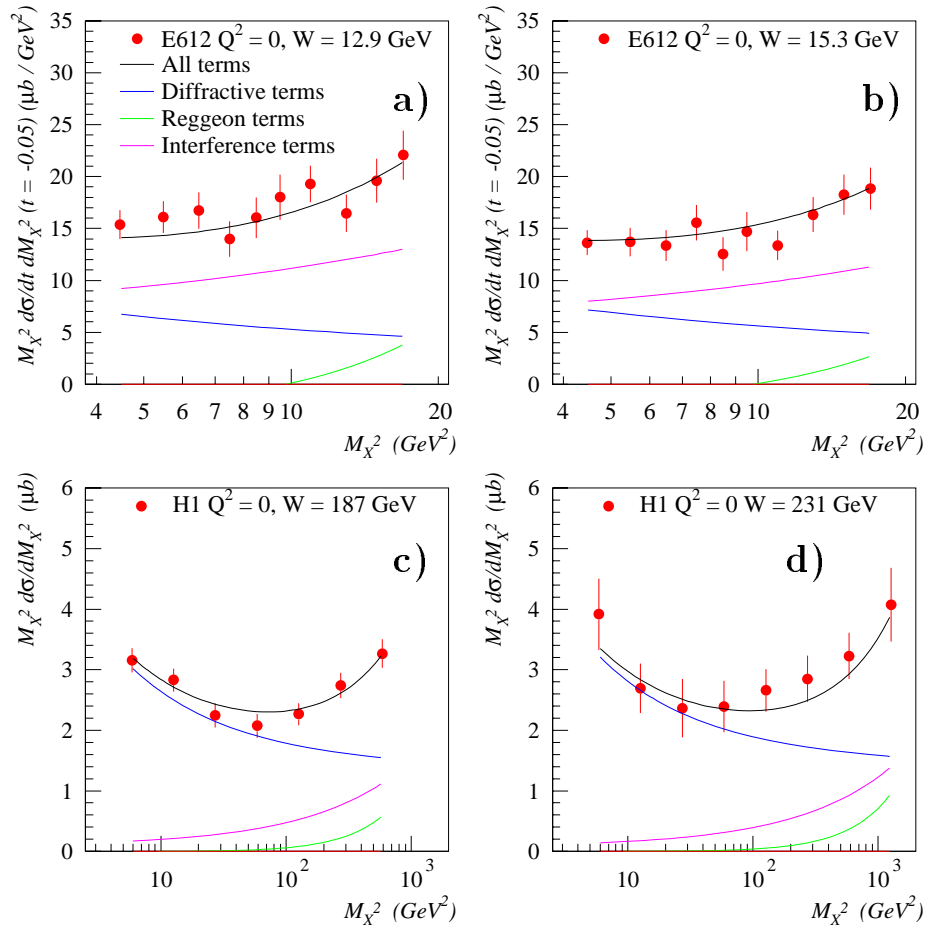 E612 Q² = 0, W = 12.9 GeV
All terms
Diffractive terms
Reggeon terms
Interference terms
a)
M_X² dσ/dt dM_X² (t = -0.05) (μb / GeV²)
35
30
25
20
15
10
5
0
4 5 6 7 8 9 10 20
M_X² (GeV²)
E612 Q² = 0, W = 15.3 GeV
b)
M_X² dσ/dt dM_X² (t = -0.05) (μb / GeV²)
35
30
25
20
15
10
5
0
4 5 6 7 8 9 10 20
M_X² (GeV²)
H1 Q² = 0, W = 187 GeV
c)
M_X² dσ/dM_X² (μb)
6
5
4
3
2
1
0
10 10² 10³
M_X² (GeV²)
H1 Q² = 0 W = 231 GeV
d)
M_X² dσ/dM_X² (μb)
6
5
4
3
2
1
0
10 10² 10³
M_X² (GeV²)